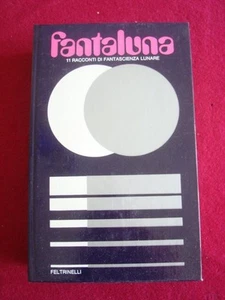 fantaluna
11 RACCONTI DI FANTASCIENZA LUNARE
FELTRINELLI